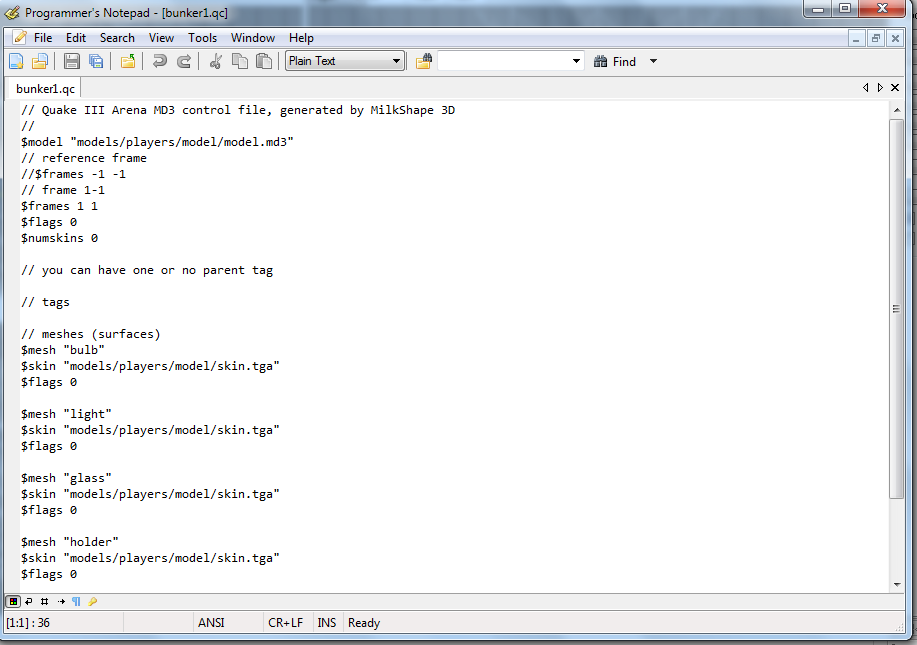 Programmer's Notepad - [bunker1.qc]
File Edit Search View Tools Window Help
Plain Text Find
bunker1.qc
// Quake III Arena MD3 control file, generated by MilkShape 3D
//
$model "models/players/model/model.md3"
// reference frame
//$frames -1 -1
// frame 1-1
$frames 1 1
$flags 0
$numskins 0
// you can have one or no parent tag
// tags
// meshes (surfaces)
$mesh "bulb"
$skin "models/players/model/skin.tga"
$flags 0
$mesh "light"
$skin "models/players/model/skin.tga"
$flags 0
$mesh "glass"
$skin "models/players/model/skin.tga"
$flags 0
$mesh "holder"
$skin "models/players/model/skin.tga"
$flags 0
[1:1] : 36 ANSI CR+LF INS Ready